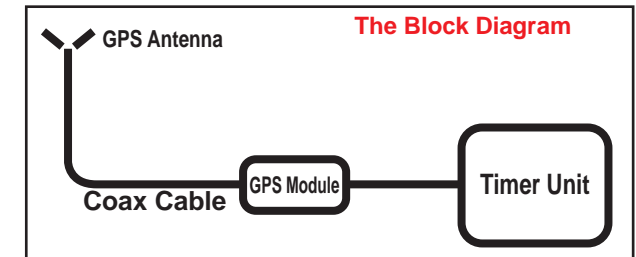 The Block Diagram
GPS Antenna
Coax Cable
GPS Module
Timer Unit